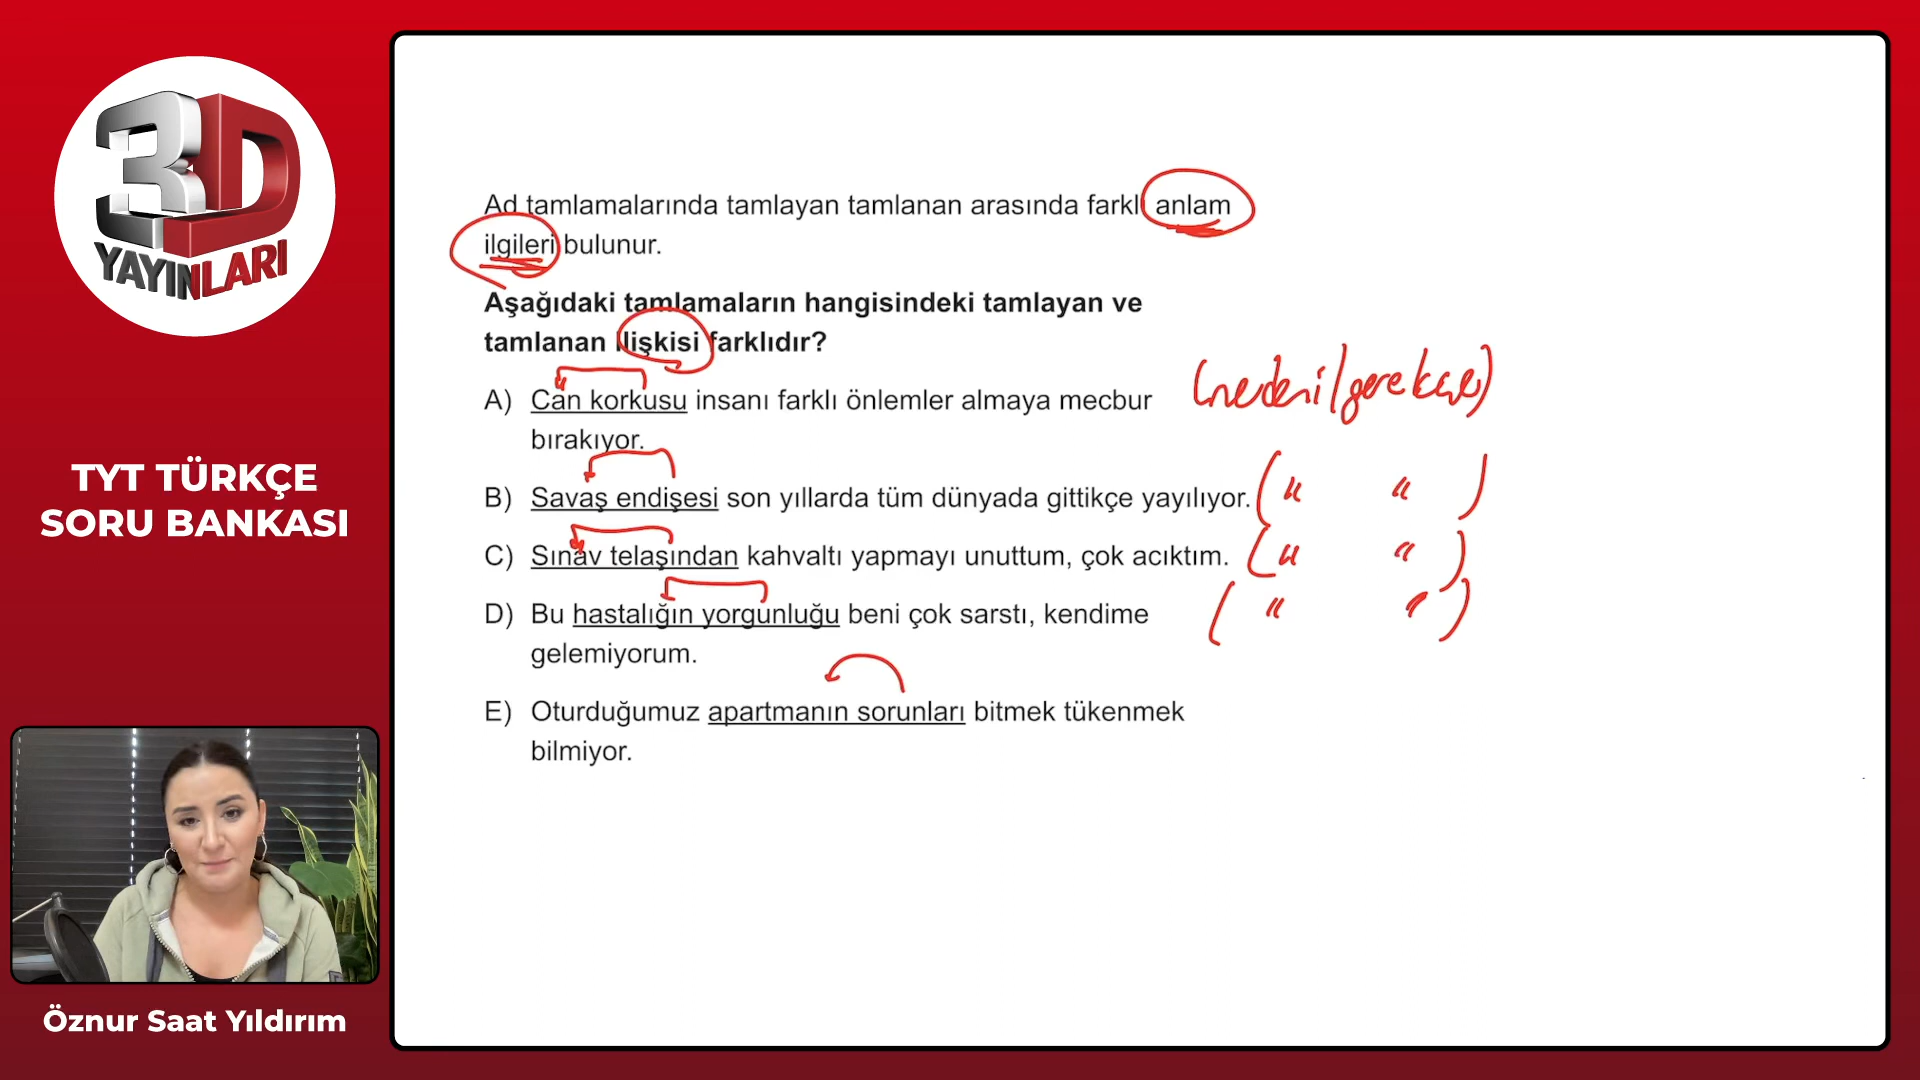 3D
YAYINLARI
TYT TÜRKÇE
SORU BANKASI
Öznur Saat Yıldırım
Ad tamlamalarında tamlayan tamlanan arasında farklı anlam
ilgileri bulunur.
Aşağıdaki tamlamaların hangisindeki tamlayan ve
tamlanan ilişkisi farklıdır?
A) Can korkusu insanı farklı önlemler almaya mecbur
bırakıyor.
(nedeni/gerekçe)
B) Savaş endişesi son yıllarda tüm dünyada gittikçe yayılıyor. (" ")
C) Sınav telaşından kahvaltı yapmayı unuttum, çok acıktım. (" ")
D) Bu hastalığın yorgunluğu beni çok sarstı, kendime (" ")
gelemiyorum.
E) Oturduğumuz apartmanın sorunları bitmek tükenmek
bilmiyor.